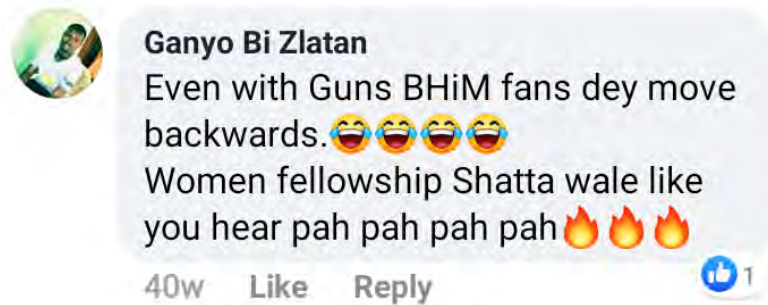 Ganyo Bi Zlatan
Even with Guns BHiM fans dey move
backwards.😂😂😂😂
Women fellowship Shatta wale like
you hear pah pah pah pah🔥🔥🔥
40w Like Reply 1